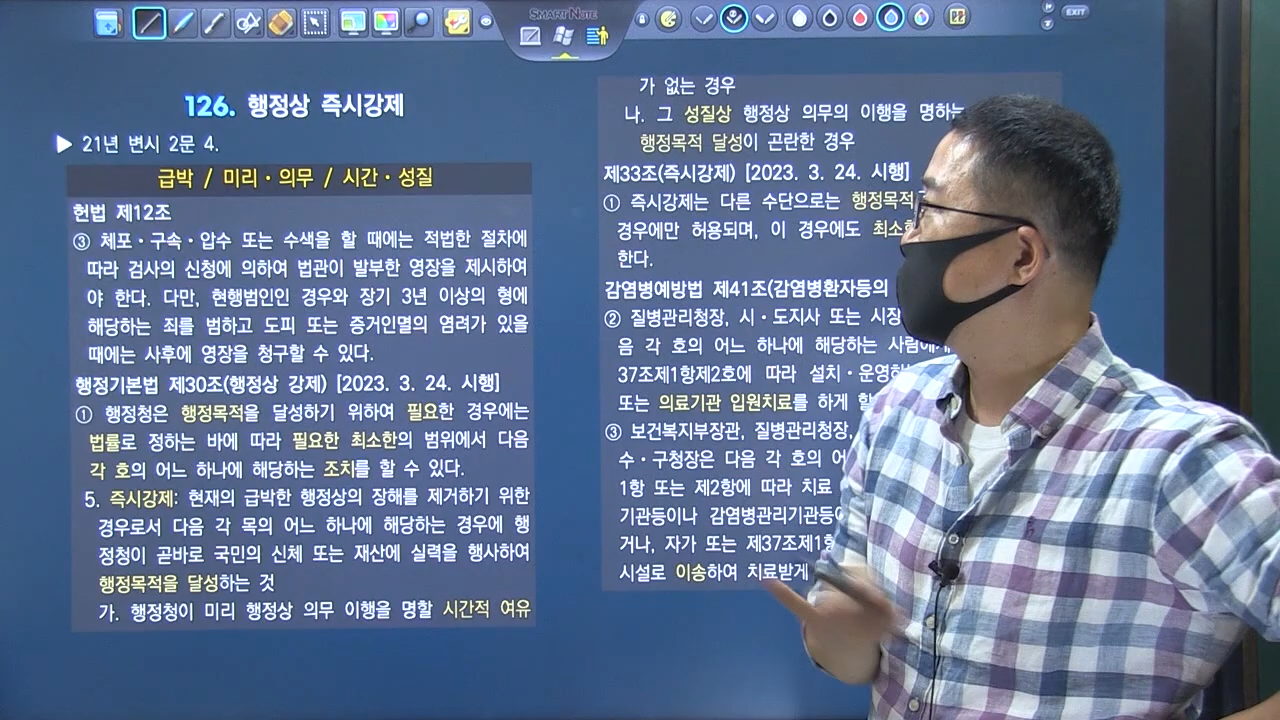 SMART NOTE
EXIT
126. 행정상 즉시강제
▶ 21년 변시 2문 4.
급박 / 미리·의무 / 시간·성질
헌법 제12조
③ 체포·구속·압수 또는 수색을 할 때에는 적법한 절차에
따라 검사의 신청에 의하여 법관이 발부한 영장을 제시하여
야 한다. 다만, 현행범인인 경우와 장기 3년 이상의 형에
해당하는 죄를 범하고 도피 또는 증거인멸의 염려가 있을
때에는 사후에 영장을 청구할 수 있다.
행정기본법 제30조(행정상 강제) [2023. 3. 24. 시행]
① 행정청은 행정목적을 달성하기 위하여 필요한 경우에는
법률로 정하는 바에 따라 필요한 최소한의 범위에서 다음
각 호의 어느 하나에 해당하는 조치를 할 수 있다.
5. 즉시강제: 현재의 급박한 행정상의 장해를 제거하기 위한
경우로서 다음 각 목의 어느 하나에 해당하는 경우에 행
정청이 곧바로 국민의 신체 또는 재산에 실력을 행사하여
행정목적을 달성하는 것
가. 행정청이 미리 행정상 의무 이행을 명할 시간적 여유
가 없는 경우
나. 그 성질상 행정상 의무의 이행을 명하는
행정목적 달성이 곤란한 경우
제33조(즉시강제) [2023. 3. 24. 시행]
① 즉시강제는 다른 수단으로는 행정목적
경우에만 허용되며, 이 경우에도 최소한
한다.
감염병예방법 제41조(감염병환자등의
② 질병관리청장, 시·도지사 또는 시장
음 각 호의 어느 하나에 해당하는 사람에게
37조제1항제2호에 따라 설치·운영하
또는 의료기관 입원치료를 하게 할
③ 보건복지부장관, 질병관리청장,
수·구청장은 다음 각 호의 어
1항 또는 제2항에 따라 치료
기관등이나 감염병관리기관등이
거나, 자가 또는 제37조제1항
시설로 이송하여 치료받게